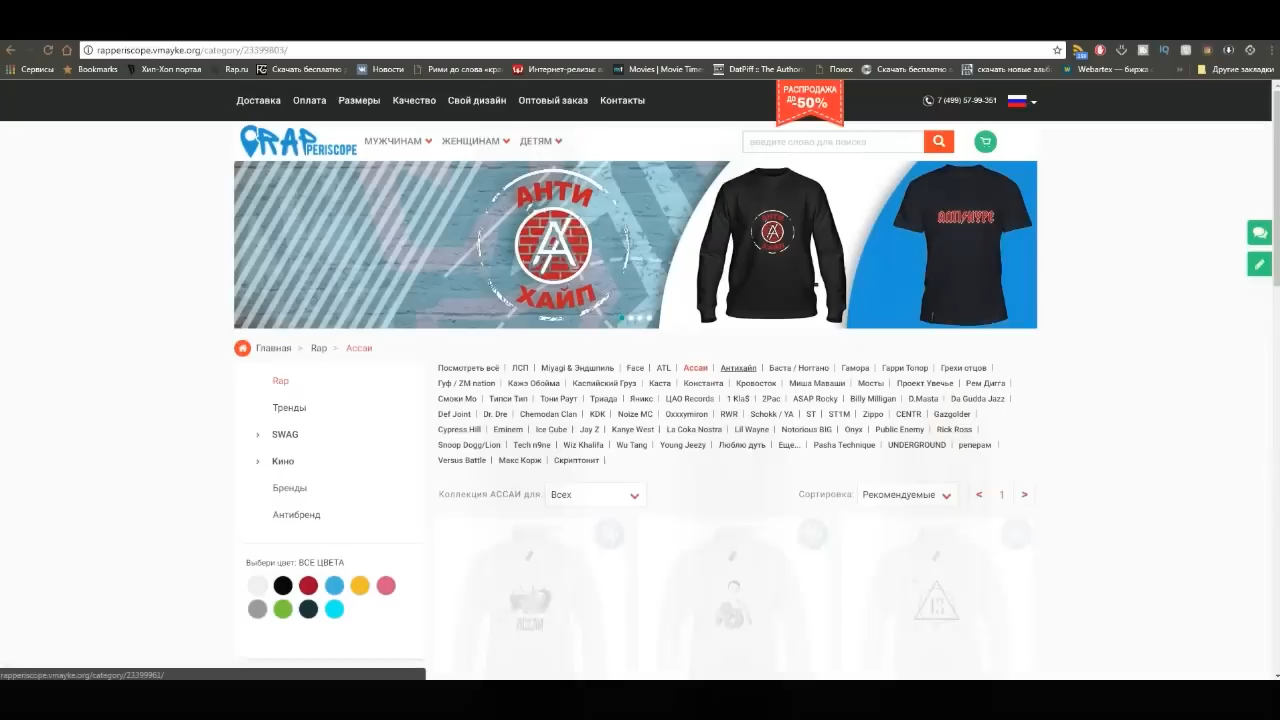 rapperiscope.vmayke.org/category/23399803/
Сервисы Bookmarks Хип-Хоп портал Rap.ru Скачать бесплатно Новости Рими до слова «кра Интернет-релизы Movies | Movie Time DatPiff :: The Author Поиск Скачать бесплатно скачать новые альб Webartex — биржа » Другие закладки
Доставка Оплата Размеры Качество Свой дизайн Оптовый заказ Контакты
РАСПРОДАЖА
ДО -50%
7 (499) 57-99-351
RAP PERISCOPE
МУЖЧИНАМ ЖЕНЩИНАМ ДЕТЯМ
введите слово для поиска
АНТИ
ХАЙП
АНТИ
ХАЙП
ANTIHYPE
Главная > Rap > Ассаи
Rap
Тренды
› SWAG
› Кино
Бренды
Антибренд
Выбери цвет: ВСЕ ЦВЕТА
Посмотреть всё | ЛСП | Miyagi & Эндшпиль | Face | ATL | Ассаи | Антихайп | Баста / Ноггано | Гамора | Гарри Топор | Грехи отцов |
Гуф / ZM nation | Кажэ Обойма | Каспийский Груз | Каста | Константа | Кровосток | Миша Маваши | Мосты | Проект Увечье | Рем Дигга |
Смоки Мо | Типси Тип | Тони Раут | Триада | Яникс | ЦАО Records | 1 Kla$ | 2Pac | ASAP Rocky | Billy Milligan | D.Masta | Da Gudda Jazz |
Def Joint | Dr. Dre | Chemodan Clan | KDK | Noize MC | Oxxxymiron | RWR | Schokk / YA | ST | ST1M | Zippo | CENTR | Gazgolder |
Cypress Hill | Eminem | Ice Cube | Jay Z | Kanye West | La Coka Nostra | Lil Wayne | Notorious BIG | Onyx | Public Enemy | Rick Ross |
Snoop Dogg/Lion | Tech n9ne | Wiz Khalifa | Wu Tang | Young Jeezy | Люблю дуть | Еще... | Pasha Technique | UNDERGROUND | реперам |
Versus Battle | Макс Корж | Скриптонит |
Коллекция АССАИ для: Всех Сортировка: Рекомендуемые < 1 >
АССАИ
13
rapperiscope.vmayke.org/category/23399961/